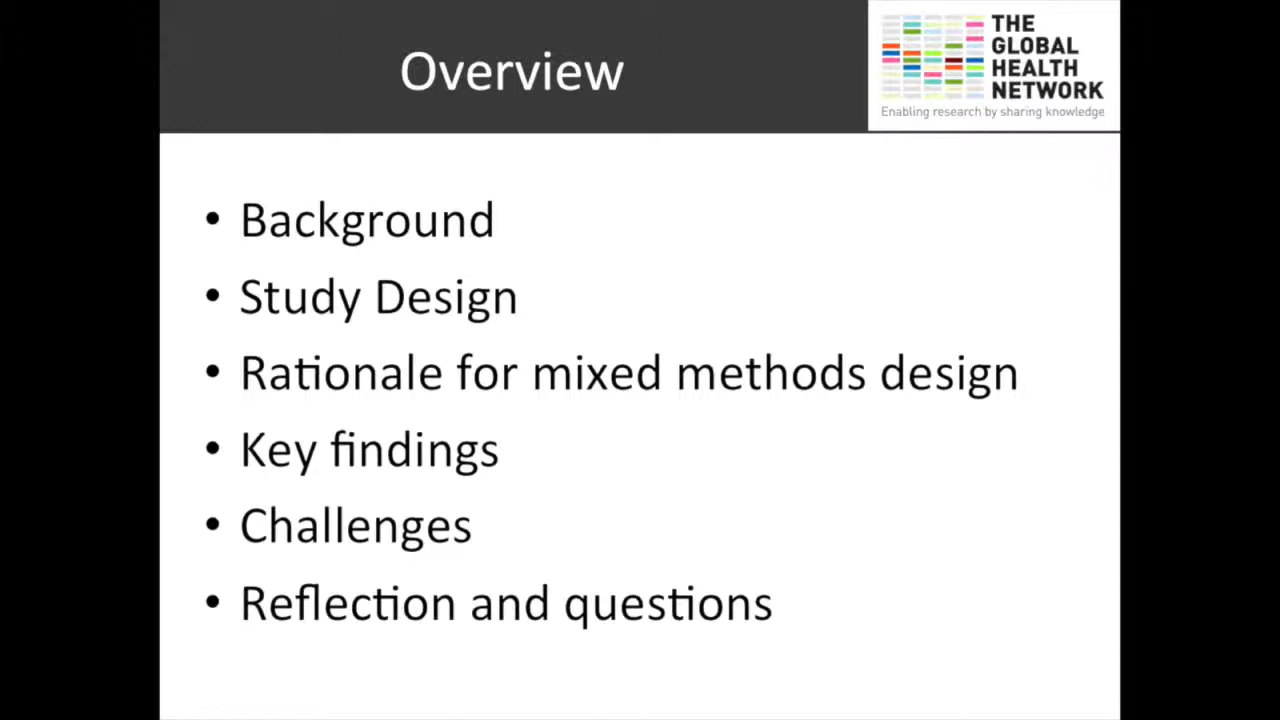 Overview
THE
GLOBAL
HEALTH
NETWORK
Enabling research by sharing knowledge
• Background
• Study Design
• Rationale for mixed methods design
• Key findings
• Challenges
• Reflection and questions